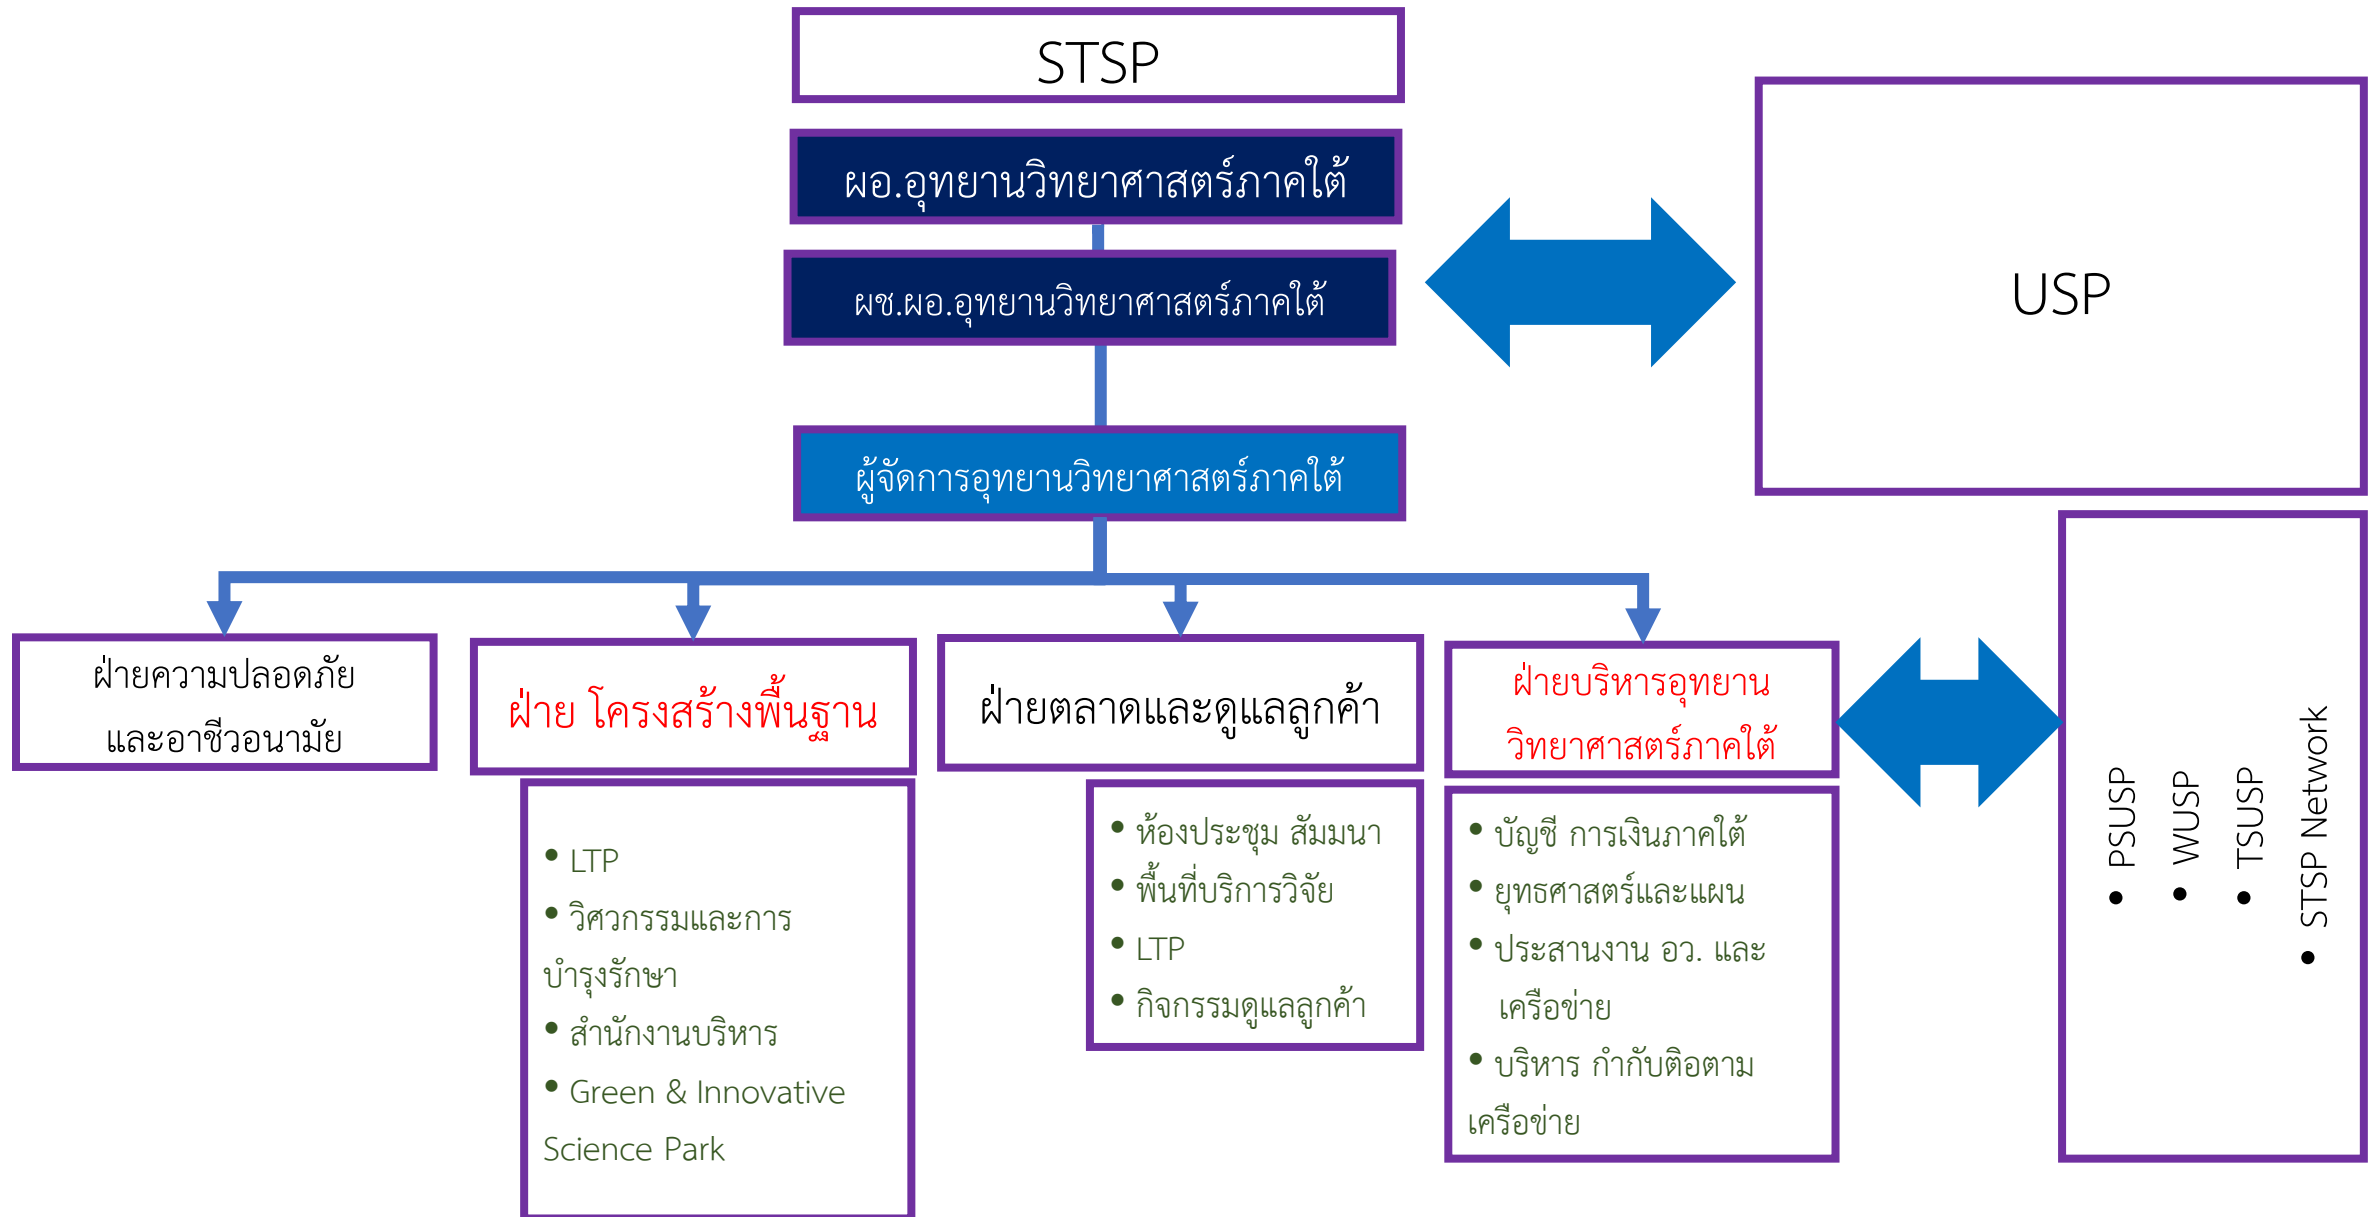 STSP
ผอ.อุทยานวิทยาศาสตร์ภาคใต้
ผช.ผอ.อุทยานวิทยาศาสตร์ภาคใต้
USP
ผู้จัดการอุทยานวิทยาศาสตร์ภาคใต้
ฝ่ายความปลอดภัย
และอาชีวอนามัย
ฝ่าย โครงสร้างพื้นฐาน
• LTP
• วิศวกรรมและการ
บำรุงรักษา
• สำนักงานบริหาร
• Green & Innovative
Science Park
ฝ่ายตลาดและดูแลลูกค้า
• ห้องประชุม สัมมนา
• พื้นที่บริการวิจัย
• LTP
• กิจกรรมดูแลลูกค้า
ฝ่ายบริหารอุทยาน
วิทยาศาสตร์ภาคใต้
• บัญชี การเงินภาคใต้
• ยุทธศาสตร์และแผน
• ประสานงาน อว. และ
เครือข่าย
• บริหาร กำกับติอตาม
เครือข่าย
• PSUSP
• WUSP
• TSUSP
• STSP Network